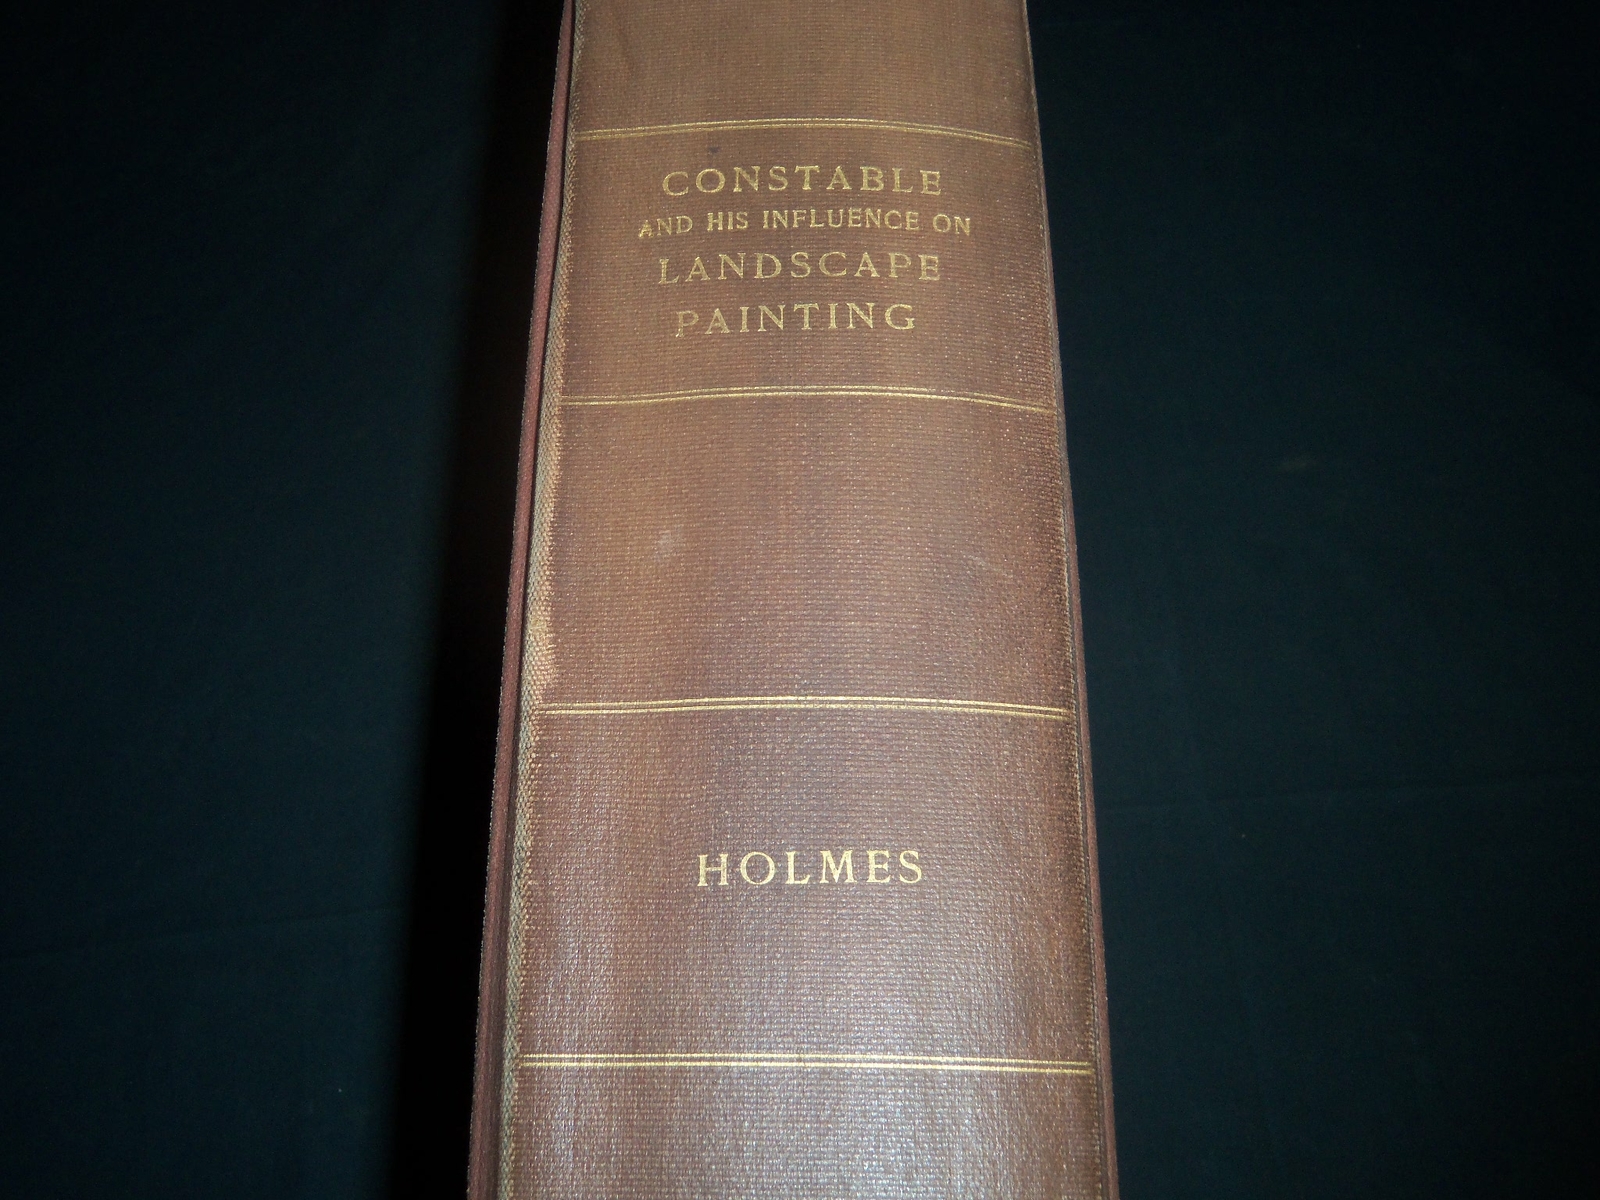 CONSTABLE
AND HIS INFLUENCE ON
LANDSCAPE
PAINTING
HOLMES